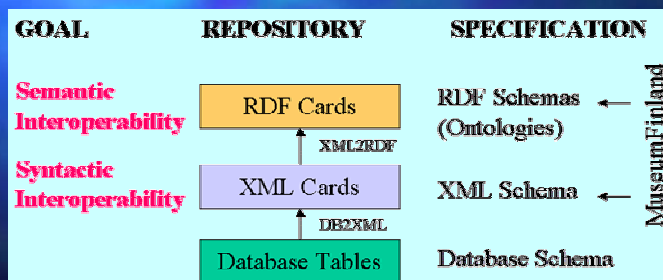 GOAL REPOSITORY SPECIFICATION
Semantic
Interoperability
RDF Cards
RDF Schemas
(Ontologies)
XML2RDF
Syntactic
Interoperability
XML Cards
XML Schema
DB2XML
Database Tables
Database Schema
MuseumFinland